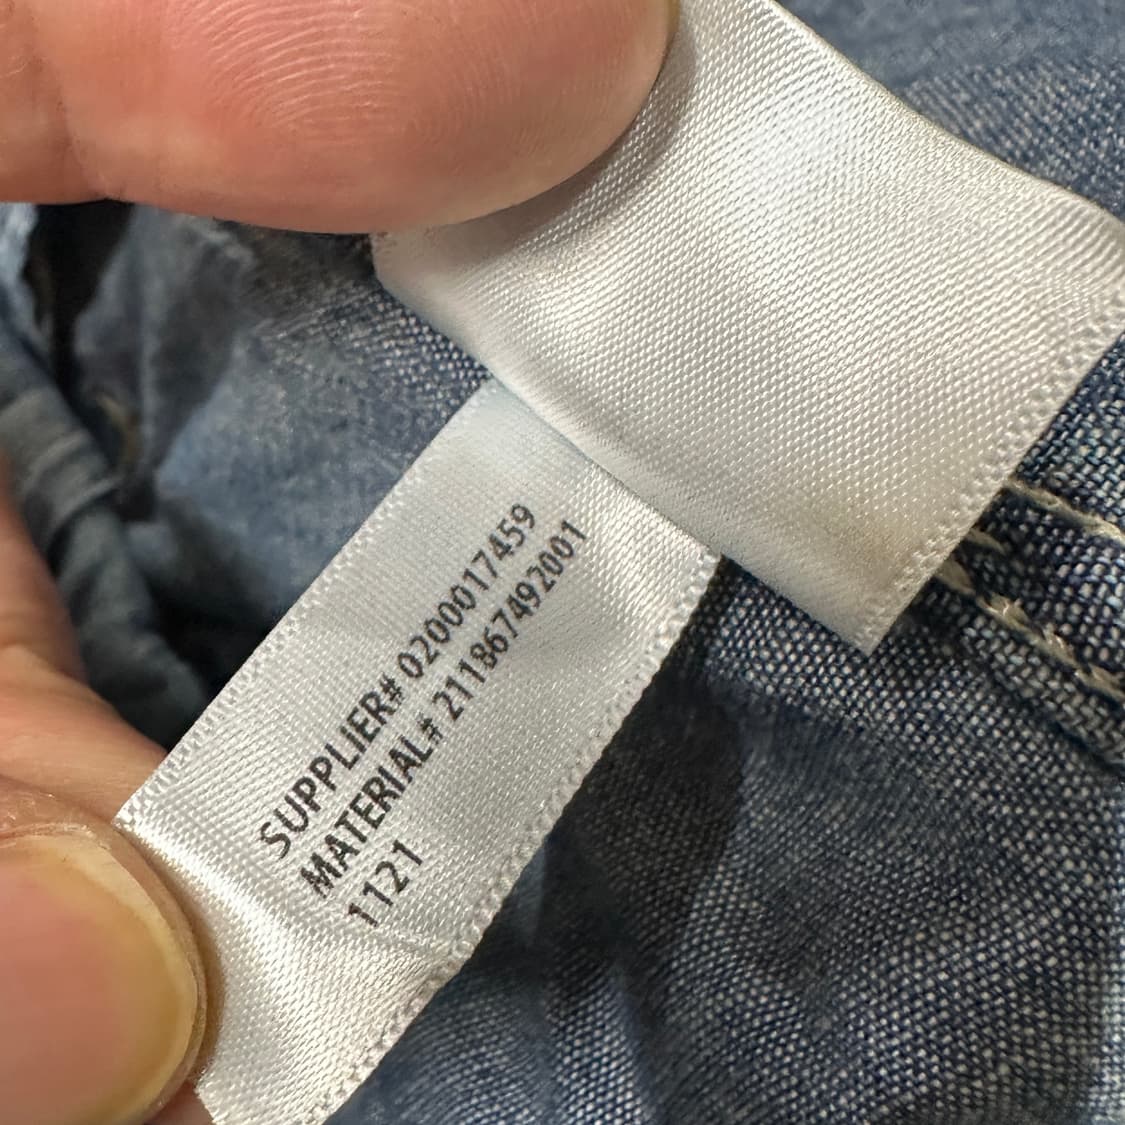 SUPPLIER# 0200017459
MATERIAL# 211867492001
1121